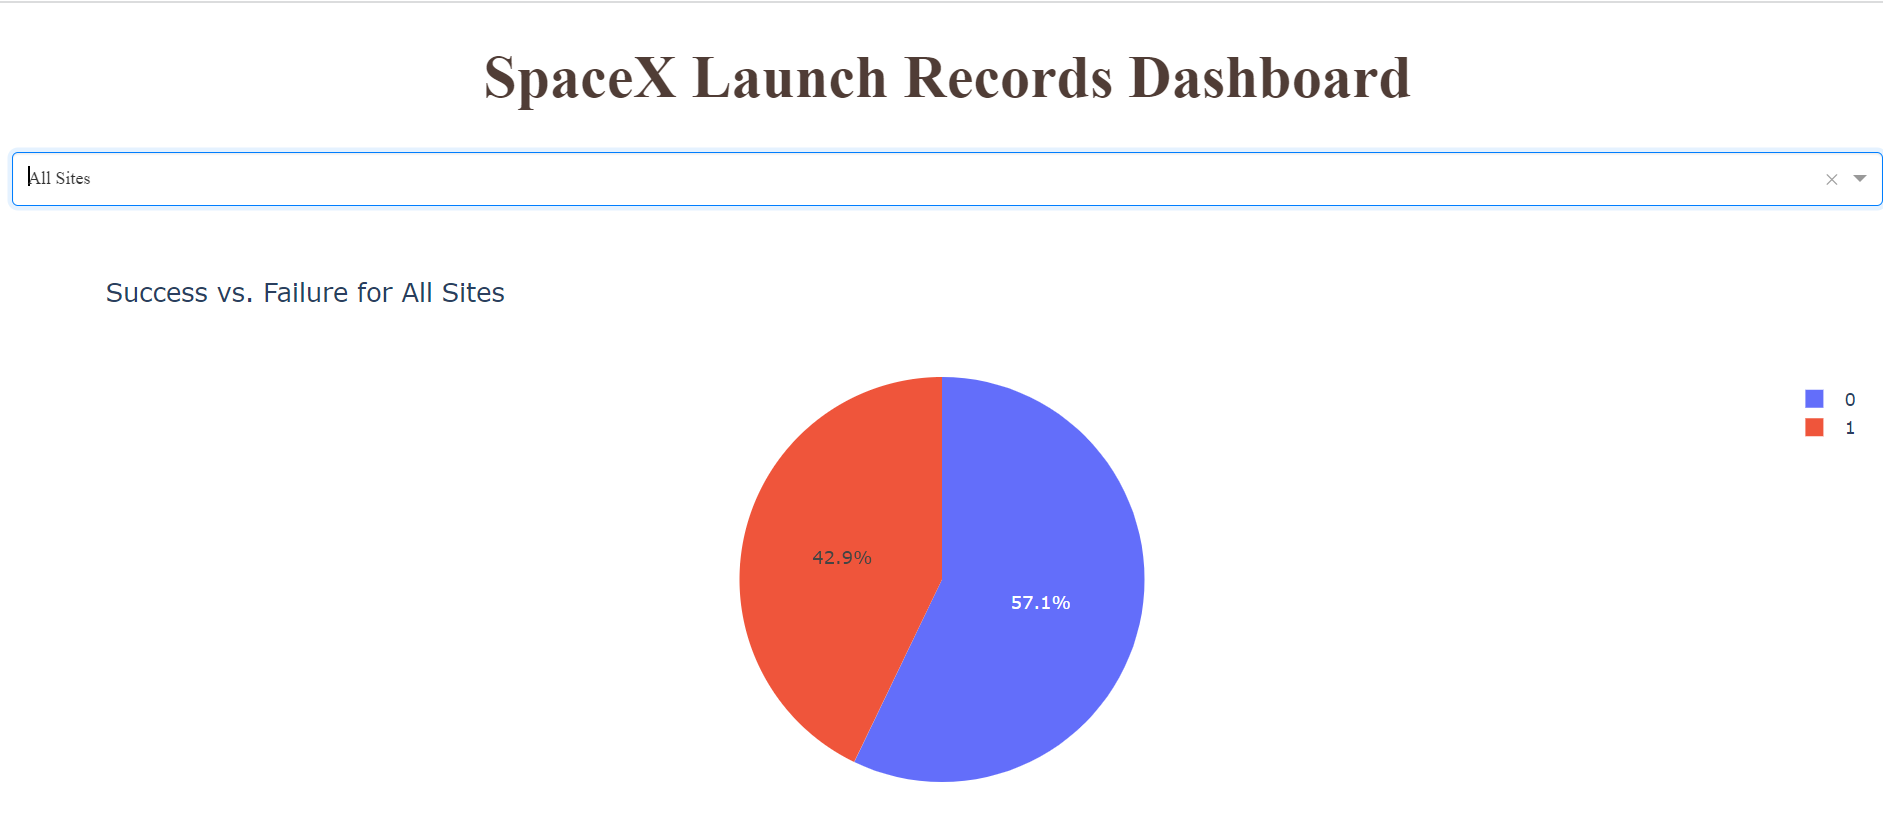 SpaceX Launch Records Dashboard
All Sites
Success vs. Failure for All Sites
0
1
42.9%
57.1%